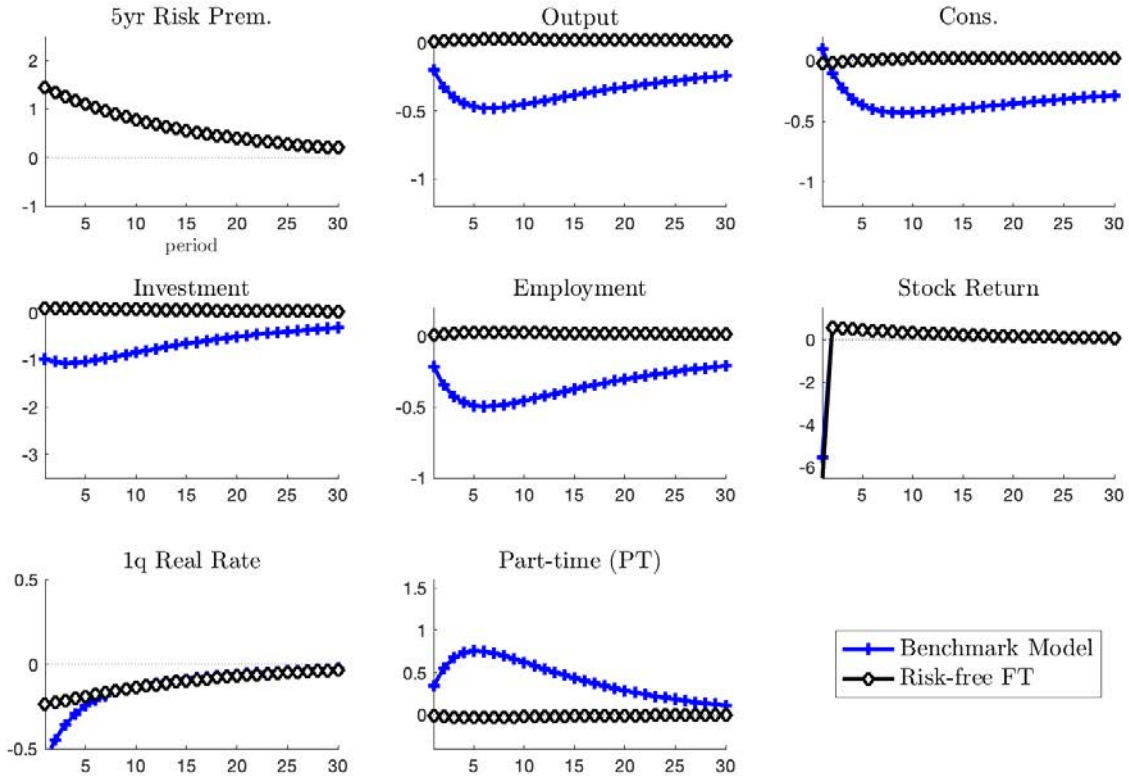 5yr Risk Prem.
2
1
0
-1
5 10 15 20 25 30
period
Output
0
-0.5
-1
5 10 15 20 25 30
Cons.
0
-0.5
-1
5 10 15 20 25 30
Investment
0
-1
-2
-3
5 10 15 20 25 30
Employment
0
-0.5
-1
5 10 15 20 25 30
Stock Return
0
-2
-4
-6
5 10 15 20 25 30
1q Real Rate
0.5
0
-0.5
5 10 15 20 25 30
Part-time (PT)
1.5
1
0.5
0
5 10 15 20 25 30
Benchmark Model
Risk-free FT